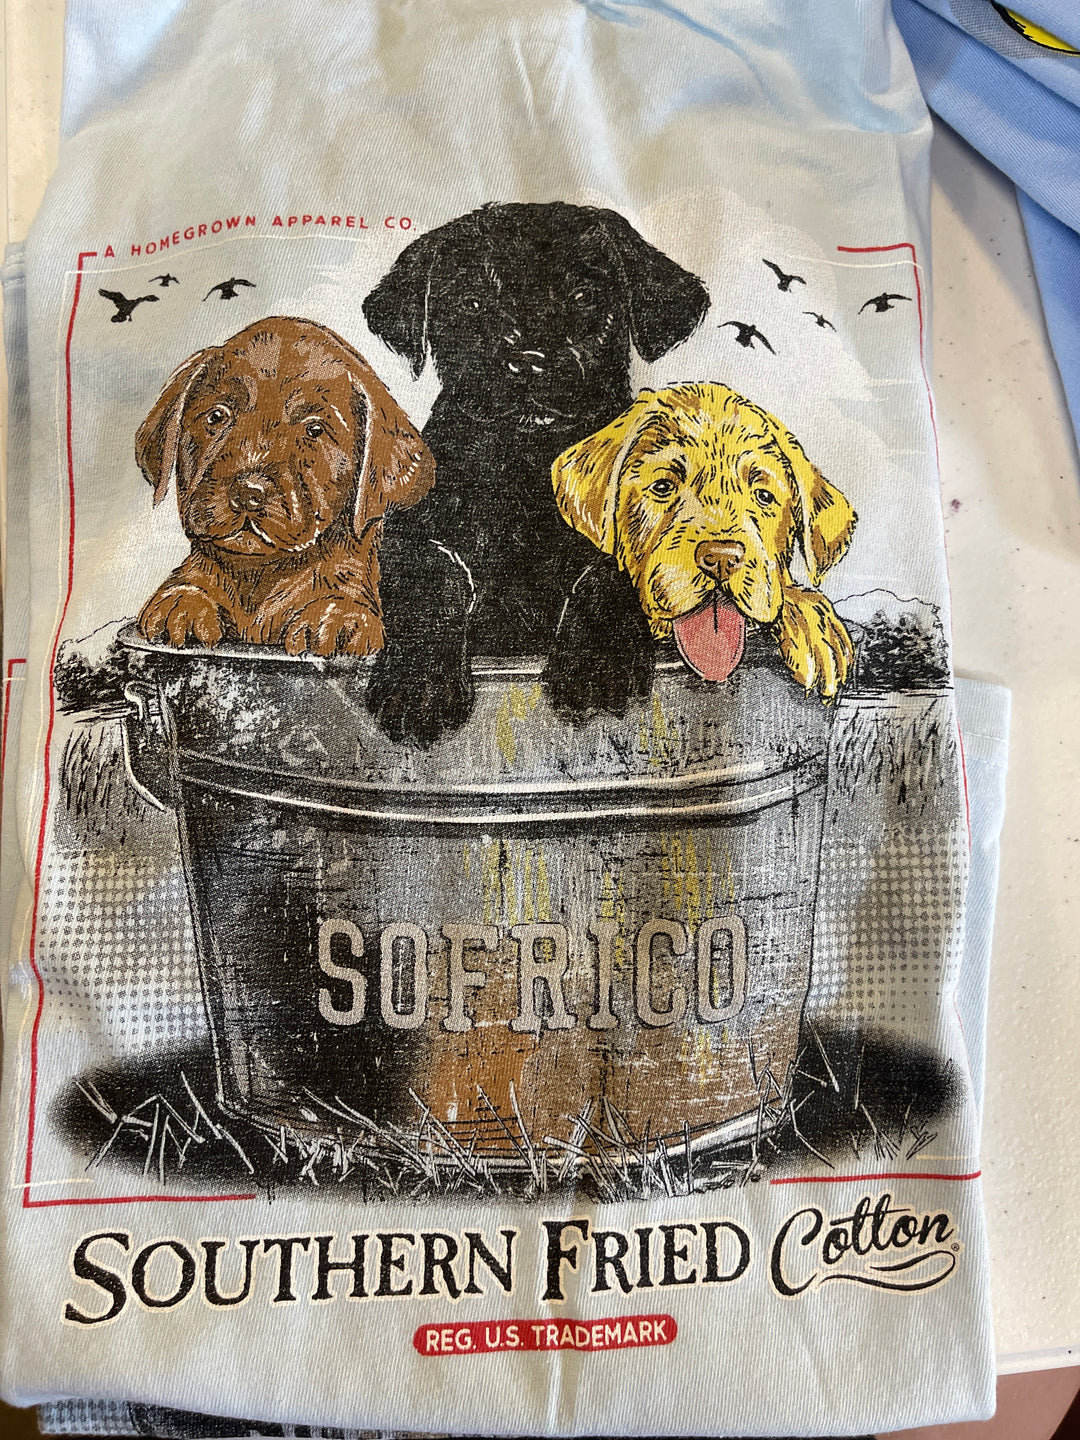 A HOMEGROWN APPAREL CO.
SOFRICO
SOUTHERN FRIED Cotton®
REG. U.S. TRADEMARK